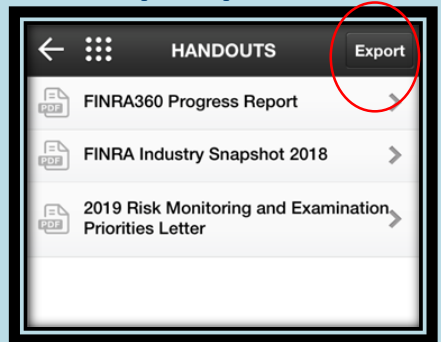 HANDOUTS
Export
PDF
FINRA360 Progress Report
PDF
FINRA Industry Snapshot 2018
PDF
2019 Risk Monitoring and Examination
Priorities Letter